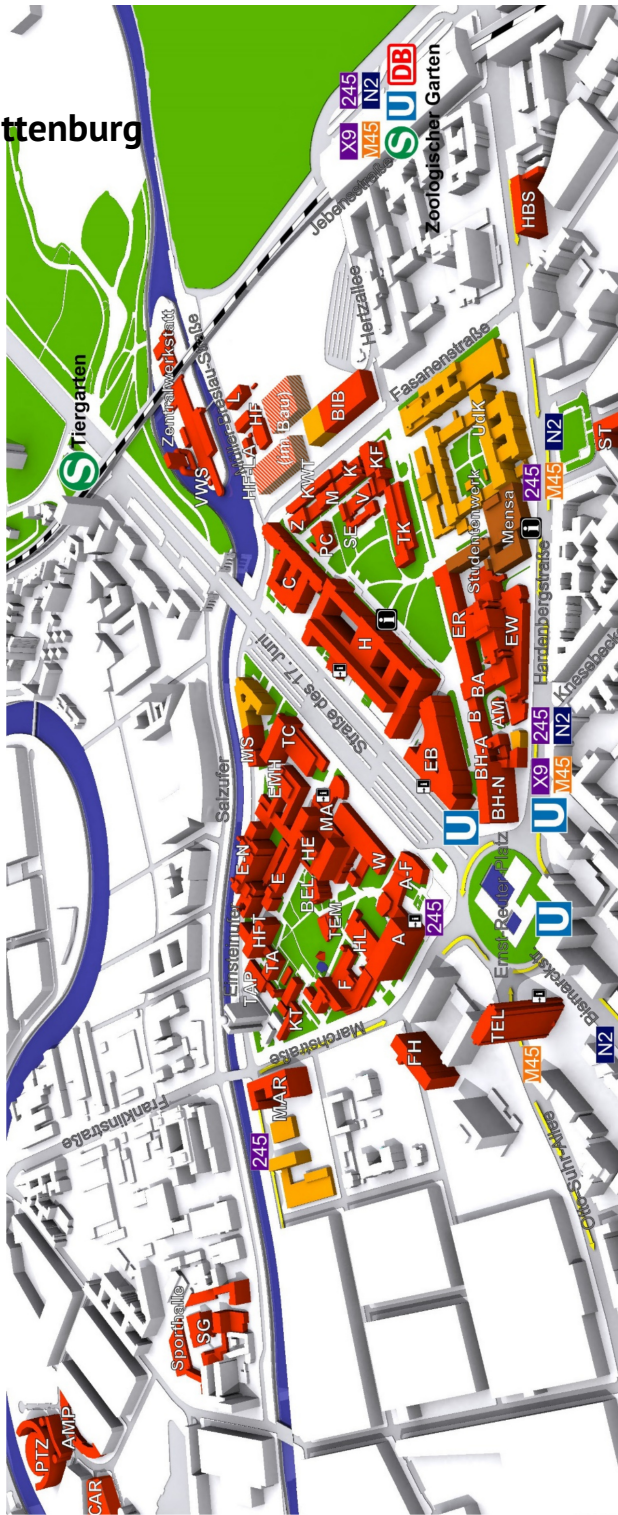 ttenburg
X9
245
M45
N2
S
U
DB
Zoologischer Garten
Jebensstraße
Hertzallee
HBS
S
Tiergarten
Zentralwerkstatt
VWS
L
HF
HF-LA
(im Bau)
BIB
Fasanenstraße
UdK
ST
KWT
Z
M
K
KF
V
SE
PC
TK
C
H
i
Studentenwerk
Mensa
i
245
M45
N2
Hardenbergstraße
ER
EW
BA
B
AM
BH-A
BH-N
EB
Straße des 17. Juni
X9
245
M45
N2
U
U
U
Salzufer
MS
TC
EMH
E-N
E
MA
HE
BEL
W
A-F
A
TEM
HL
F
HFT
TA
TAP
KT
Einsteinufer
245
Ernst-Reuter-Platz
Bismarckstr
N2
TEL
M45
FH
Marchstraße
MAR
245
Franklinstraße
Otto-Suhr-Allee
Sporthalle
SG
PTZ
AMP
CAR